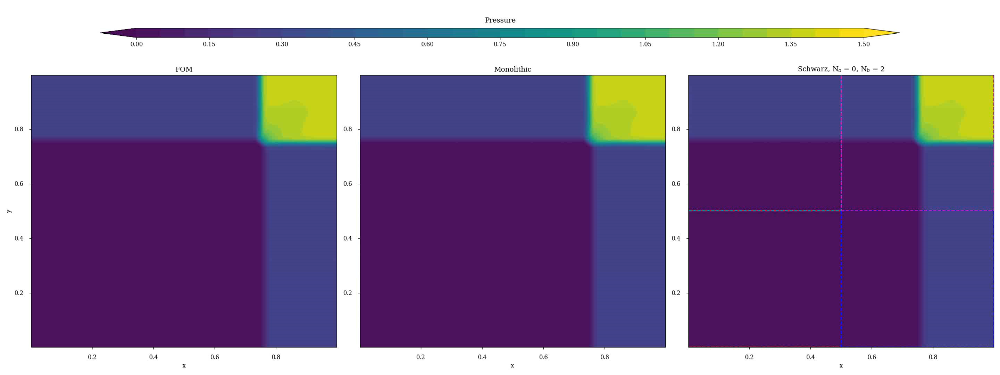 Pressure
0.00 0.15 0.30 0.45 0.60 0.75 0.90 1.05 1.20 1.35 1.50
FOM Monolithic Schwarz, Nₒ = 0, N_b = 2
0.8 0.8 0.8
0.6 0.6 0.6
y
0.4 0.4 0.4
0.2 0.2 0.2
0.2 0.4 0.6 0.8 0.2 0.4 0.6 0.8 0.2 0.4 0.6 0.8
x x x